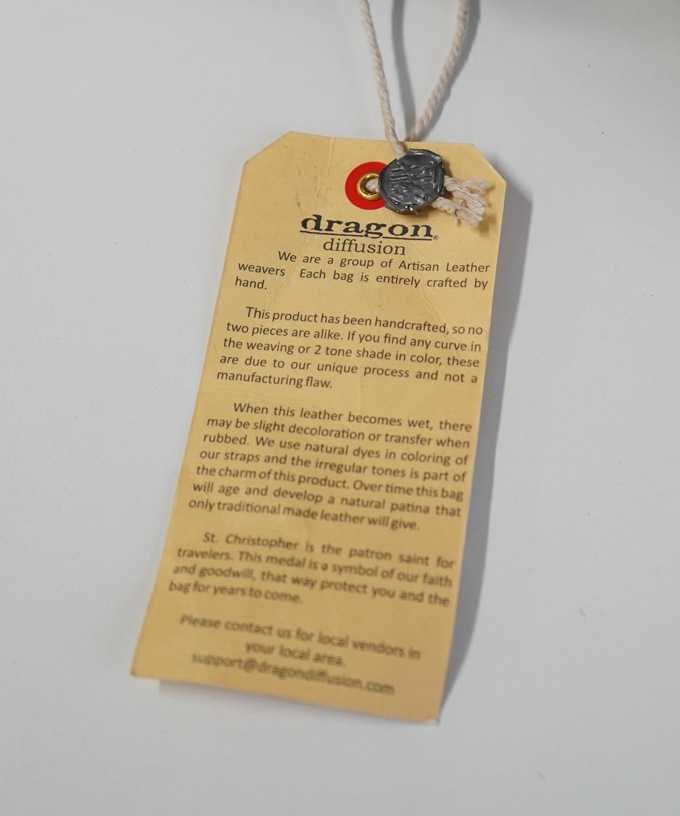 dragon®
diffusion
We are a group of Artisan Leather
weavers Each bag is entirely crafted by
hand.
This product has been handcrafted, so no
two pieces are alike. If you find any curve in
the weaving or 2 tone shade in color, these
are due to our unique process and not a
manufacturing flaw.
When this leather becomes wet, there
may be slight decoloration or transfer when
rubbed. We use natural dyes in coloring of
our straps and the irregular tones is part of
the charm of this product. Over time this bag
will age and develop a natural patina that
only traditional made leather will give.
St. Christopher is the patron saint for
travelers. This medal is a symbol of our faith
and goodwill, that way protect you and the
bag for years to come.
Please contact us for local vendors in
your local area.
support@dragondiffusion.com